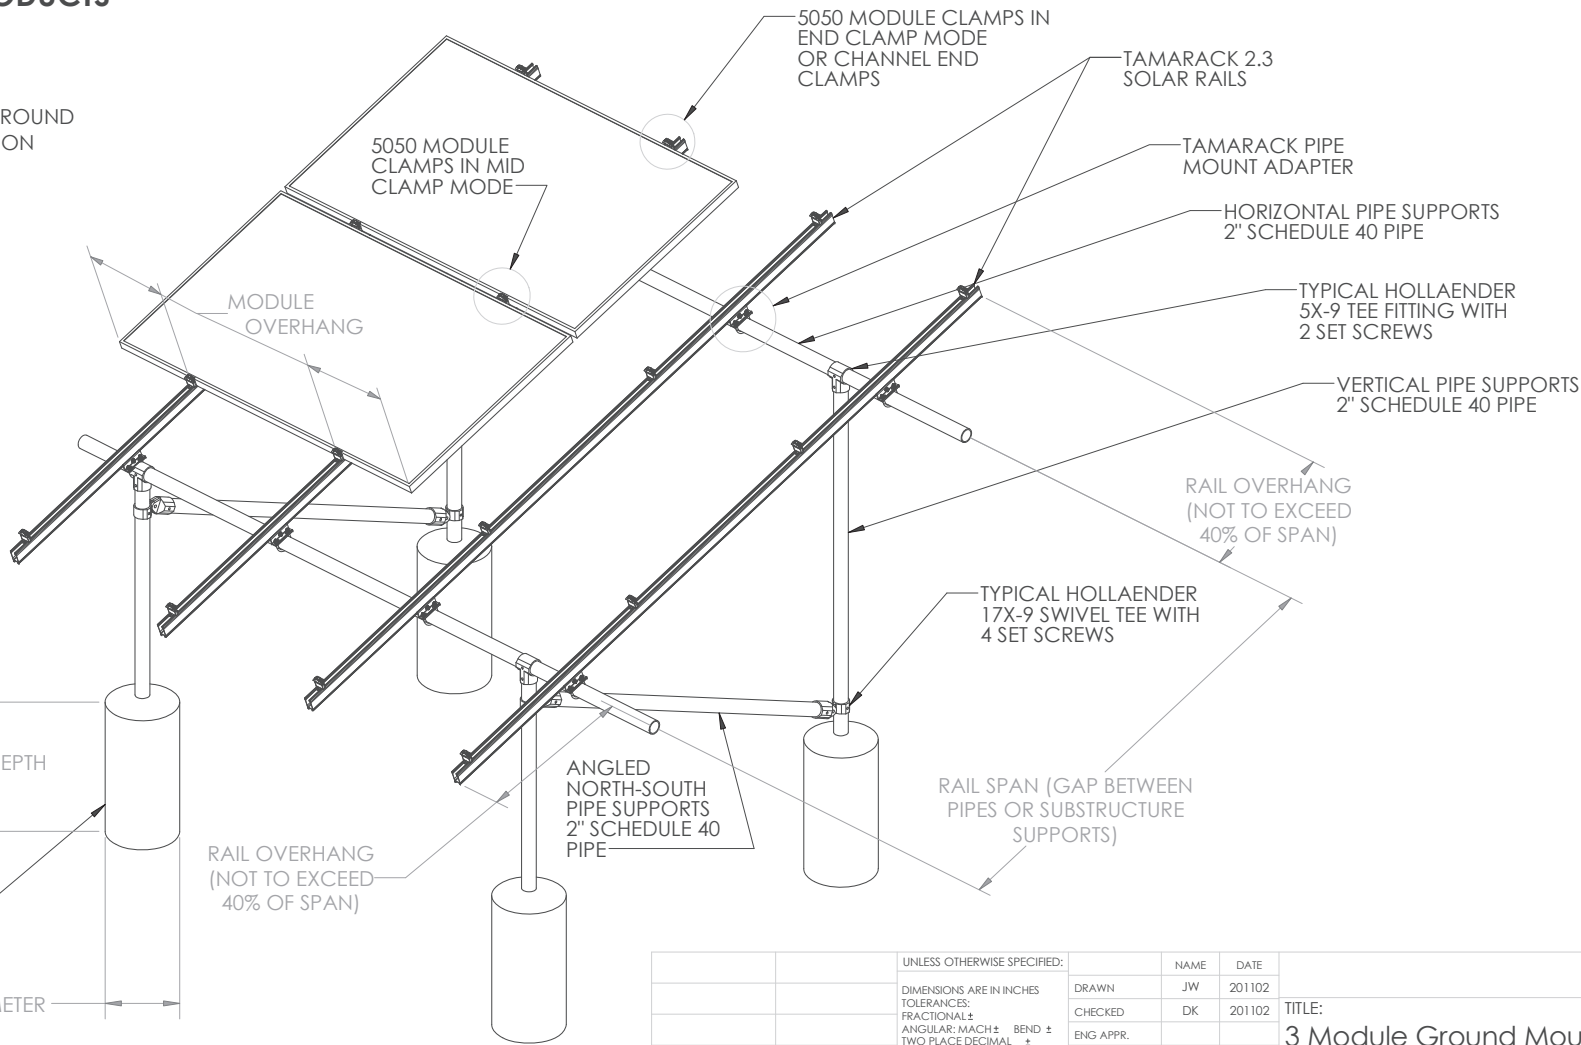 5050 MODULE CLAMPS IN
END CLAMP MODE
OR CHANNEL END
CLAMPS
TAMARACK 2.3
SOLAR RAILS
ROUND
ON
5050 MODULE
CLAMPS IN MID
CLAMP MODE
TAMARACK PIPE
MOUNT ADAPTER
HORIZONTAL PIPE SUPPORTS
2" SCHEDULE 40 PIPE
MODULE
OVERHANG
TYPICAL HOLLAENDER
5X-9 TEE FITTING WITH
2 SET SCREWS
VERTICAL PIPE SUPPORTS
2" SCHEDULE 40 PIPE
RAIL OVERHANG
(NOT TO EXCEED
40% OF SPAN)
TYPICAL HOLLAENDER
17X-9 SWIVEL TEE WITH
4 SET SCREWS
EPTH
ANGLED
NORTH-SOUTH
PIPE SUPPORTS
2" SCHEDULE 40
PIPE
RAIL SPAN (GAP BETWEEN
PIPES OR SUBSTRUCTURE
SUPPORTS)
RAIL OVERHANG
(NOT TO EXCEED
40% OF SPAN)
METER
UNLESS OTHERWISE SPECIFIED:
DIMENSIONS ARE IN INCHES
TOLERANCES:
FRACTIONAL±
ANGULAR: MACH± BEND ±
TWO PLACE DECIMAL ±
NAME DATE
DRAWN JW 201102
CHECKED DK 201102
ENG APPR.
TITLE:
3 Module Ground Mou